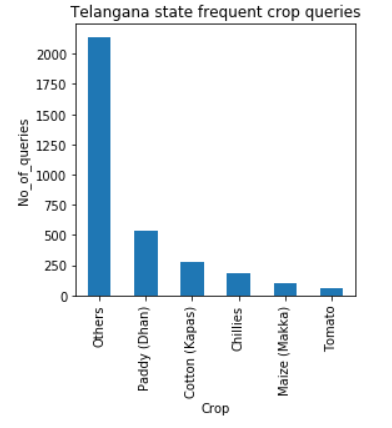 Telangana state frequent crop queries
No_of_queries
2000
1750
1500
1250
1000
750
500
250
0
Others
Paddy (Dhan)
Cotton (Kapas)
Chillies
Maize (Makka)
Tomato
Crop